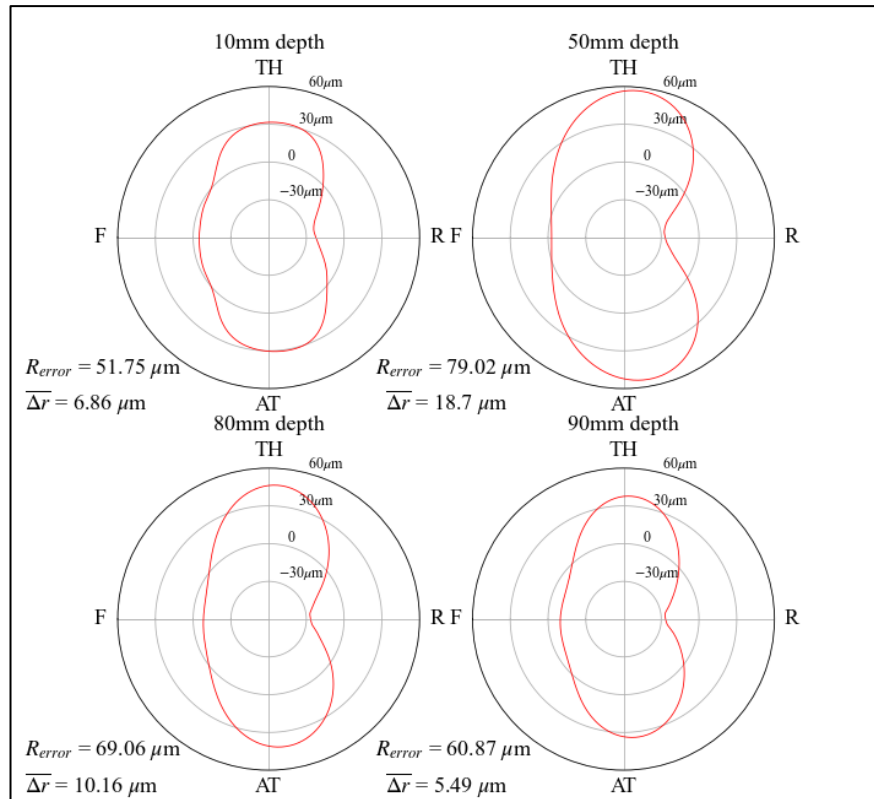 10mm depth
TH
60μm
30μm
0
−30μm
F
R
R_error = 51.75 μm
Δr̅ = 6.86 μm
AT
50mm depth
TH
60μm
30μm
0
−30μm
F
R
R_error = 79.02 μm
Δr̅ = 18.7 μm
AT
80mm depth
TH
60μm
30μm
0
−30μm
F
R
R_error = 69.06 μm
Δr̅ = 10.16 μm
AT
90mm depth
TH
60μm
30μm
0
−30μm
F
R
R_error = 60.87 μm
Δr̅ = 5.49 μm
AT